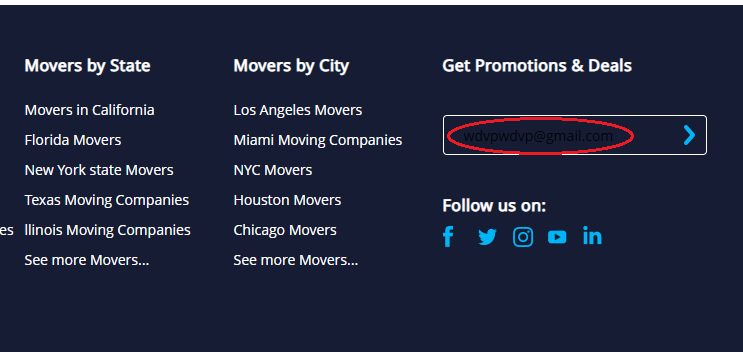 Movers by State
Movers in California
Florida Movers
New York state Movers
Texas Moving Companies
es
llinois Moving Companies
See more Movers...
Movers by City
Los Angeles Movers
Miami Moving Companies
NYC Movers
Houston Movers
Chicago Movers
See more Movers...
Get Promotions & Deals
wdvpwdvp@gmail.com
Follow us on: